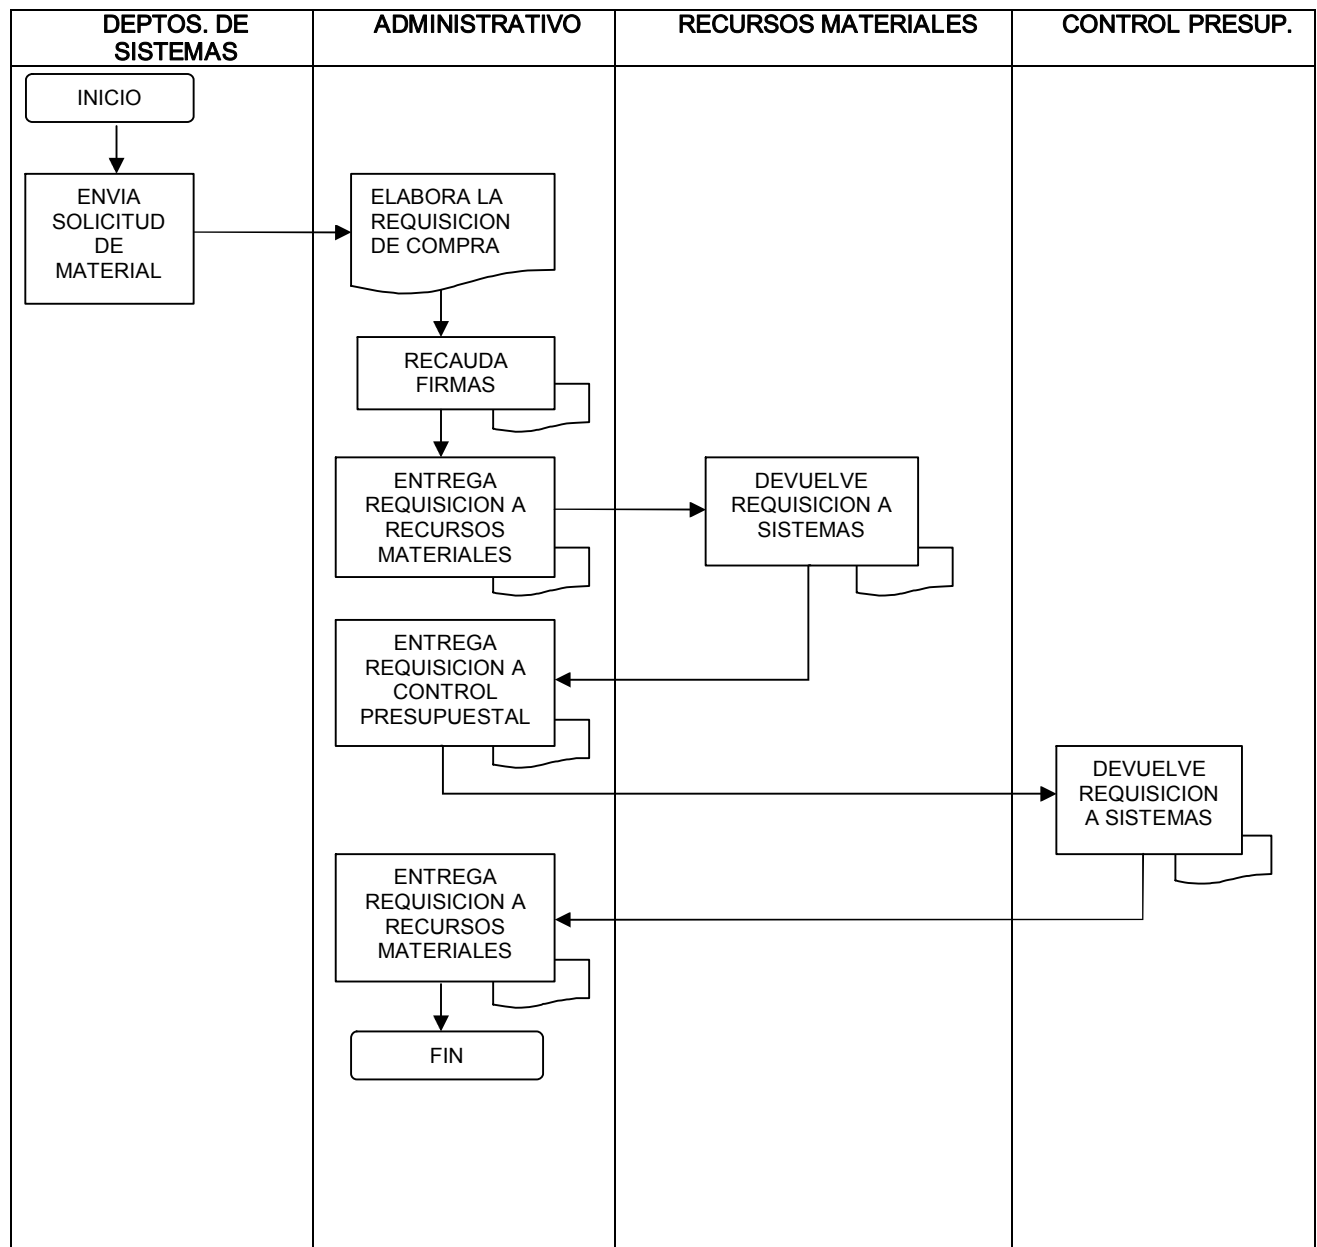 DEPTOS. DE
SISTEMAS
ADMINISTRATIVO
RECURSOS MATERIALES
CONTROL PRESUP.
INICIO
ENVIA
SOLICITUD
DE
MATERIAL
ELABORA LA
REQUISICION
DE COMPRA
RECAUDA
FIRMAS
ENTREGA
REQUISICION A
RECURSOS
MATERIALES
DEVUELVE
REQUISICION A
SISTEMAS
ENTREGA
REQUISICION A
CONTROL
PRESUPUESTAL
DEVUELVE
REQUISICION
A SISTEMAS
ENTREGA
REQUISICION A
RECURSOS
MATERIALES
FIN